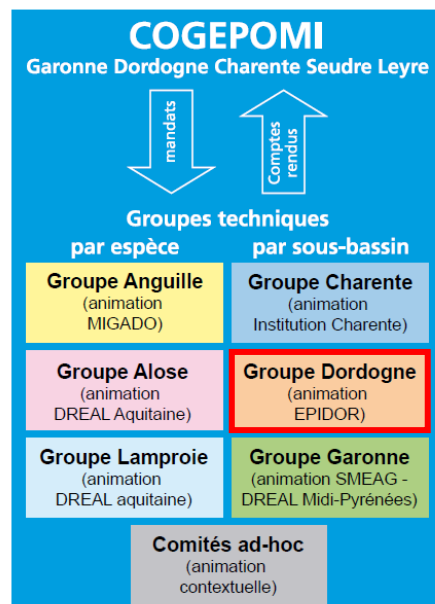 COGEPOMI
Garonne Dordogne Charente Seudre Leyre
mandats
Comptes
rendus
Groupes techniques
par espèce
par sous-bassin
Groupe Anguille
(animation
MIGADO)
Groupe Charente
(animation
Institution Charente)
Groupe Alose
(animation
DREAL Aquitaine)
Groupe Dordogne
(animation
EPIDOR)
Groupe Lamproie
(animation
DREAL aquitaine)
Groupe Garonne
(animation SMEAG -
DREAL Midi-Pyrénées)
Comités ad-hoc
(animation
contextuelle)